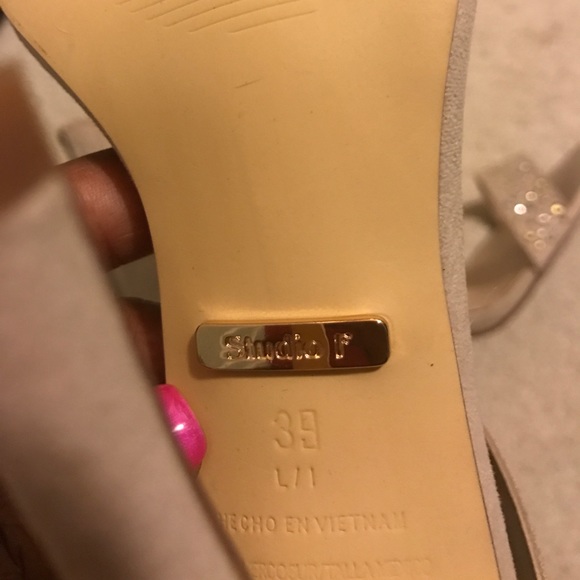 Studio F
39
L/I
HECHO EN VIETNAM